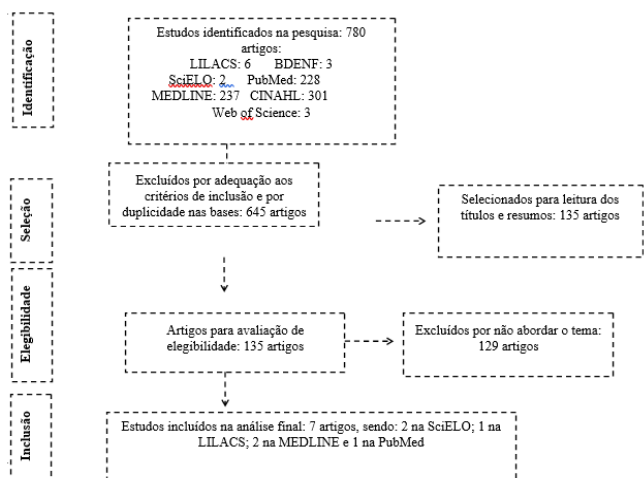 Identificação
Estudos identificados na pesquisa: 780
artigos:
LILACS: 6 BDENF: 3
SciELO: 2 PubMed: 228
MEDLINE: 237 CINAHL: 301
Web of Science: 3
Seleção
Excluídos por adequação aos
critérios de inclusão e por
duplicidade nas bases: 645 artigos
Selecionados para leitura dos
títulos e resumos: 135 artigos
Elegibilidade
Artigos para avaliação de
elegibilidade: 135 artigos
Excluídos por não abordar o tema:
129 artigos
Inclusão
Estudos incluídos na análise final: 7 artigos, sendo: 2 na SciELO; 1 na
LILACS; 2 na MEDLINE e 1 na PubMed